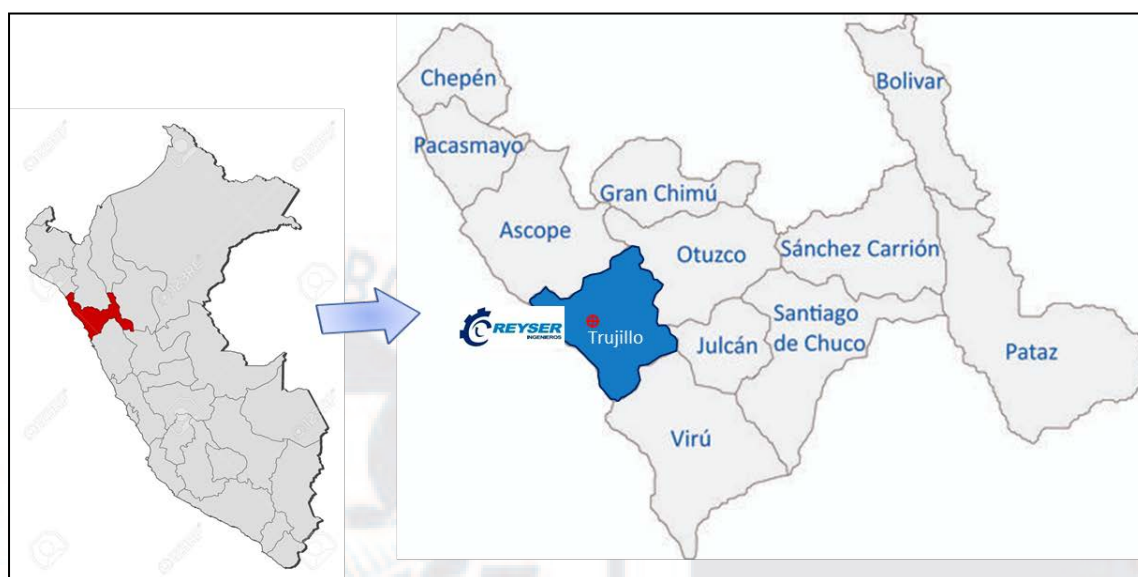 Chepén
Bolivar
Pacasmayo
Gran Chimú
Ascope
Otuzco
Sánchez Carrión
REYSER
INGENIEROS
Trujillo
Santiago
de Chuco
Julcán
Pataz
Virú